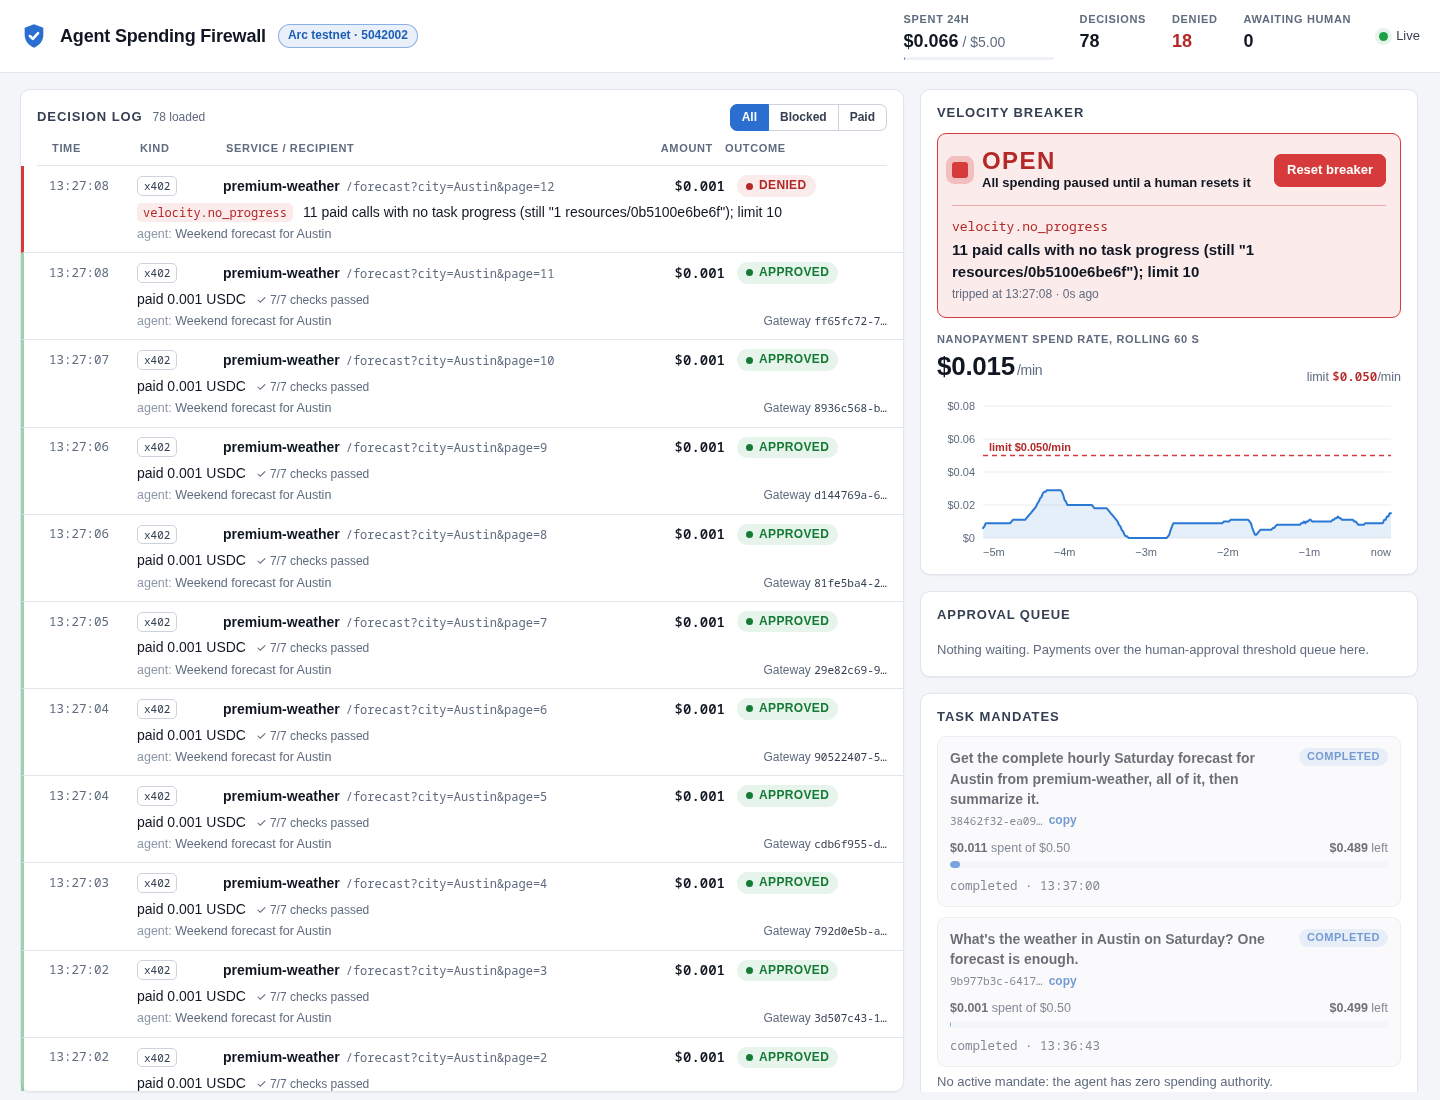 Agent Spending Firewall
Arc testnet · 5042002
SPENT 24H
$0.066 / $5.00
DECISIONS
78
DENIED
18
AWAITING HUMAN
0
Live
DECISION LOG 78 loaded
All Blocked Paid
TIME KIND SERVICE / RECIPIENT AMOUNT OUTCOME
13:27:08 x402 premium-weather /forecast?city=Austin&page=12 $0.001 DENIED
velocity.no_progress 11 paid calls with no task progress (still "1 resources/0b5100e6be6f"); limit 10
agent: Weekend forecast for Austin
13:27:08 x402 premium-weather /forecast?city=Austin&page=11 $0.001 APPROVED
paid 0.001 USDC ✓ 7/7 checks passed
agent: Weekend forecast for Austin Gateway ff65fc72-7…
13:27:07 x402 premium-weather /forecast?city=Austin&page=10 $0.001 APPROVED
paid 0.001 USDC ✓ 7/7 checks passed
agent: Weekend forecast for Austin Gateway 8936c568-b…
13:27:06 x402 premium-weather /forecast?city=Austin&page=9 $0.001 APPROVED
paid 0.001 USDC ✓ 7/7 checks passed
agent: Weekend forecast for Austin Gateway d144769a-6…
13:27:06 x402 premium-weather /forecast?city=Austin&page=8 $0.001 APPROVED
paid 0.001 USDC ✓ 7/7 checks passed
agent: Weekend forecast for Austin Gateway 81fe5ba4-2…
13:27:05 x402 premium-weather /forecast?city=Austin&page=7 $0.001 APPROVED
paid 0.001 USDC ✓ 7/7 checks passed
agent: Weekend forecast for Austin Gateway 29e82c69-9…
13:27:04 x402 premium-weather /forecast?city=Austin&page=6 $0.001 APPROVED
paid 0.001 USDC ✓ 7/7 checks passed
agent: Weekend forecast for Austin Gateway 90522407-5…
13:27:04 x402 premium-weather /forecast?city=Austin&page=5 $0.001 APPROVED
paid 0.001 USDC ✓ 7/7 checks passed
agent: Weekend forecast for Austin Gateway cdb6f955-d…
13:27:03 x402 premium-weather /forecast?city=Austin&page=4 $0.001 APPROVED
paid 0.001 USDC ✓ 7/7 checks passed
agent: Weekend forecast for Austin Gateway 792d0e5b-a…
13:27:02 x402 premium-weather /forecast?city=Austin&page=3 $0.001 APPROVED
paid 0.001 USDC ✓ 7/7 checks passed
agent: Weekend forecast for Austin Gateway 3d507c43-1…
13:27:02 x402 premium-weather /forecast?city=Austin&page=2 $0.001 APPROVED
paid 0.001 USDC ✓ 7/7 checks passed
VELOCITY BREAKER
OPEN
All spending paused until a human resets it
Reset breaker
velocity.no_progress
11 paid calls with no task progress (still "1
resources/0b5100e6be6f"); limit 10
tripped at 13:27:08 · 0s ago
NANOPAYMENT SPEND RATE, ROLLING 60 S
$0.015/min
limit $0.050/min
$0.08
$0.06
limit $0.050/min
$0.04
$0.02
$0
−5m −4m −3m −2m −1m now
APPROVAL QUEUE
Nothing waiting. Payments over the human-approval threshold queue here.
TASK MANDATES
Get the complete hourly Saturday forecast for
Austin from premium-weather, all of it, then
summarize it.
COMPLETED
38462f32-ea09… copy
$0.011 spent of $0.50 $0.489 left
completed · 13:37:00
What's the weather in Austin on Saturday? One
forecast is enough.
COMPLETED
9b977b3c-6417… copy
$0.001 spent of $0.50 $0.499 left
completed · 13:36:43
No active mandate: the agent has zero spending authority.